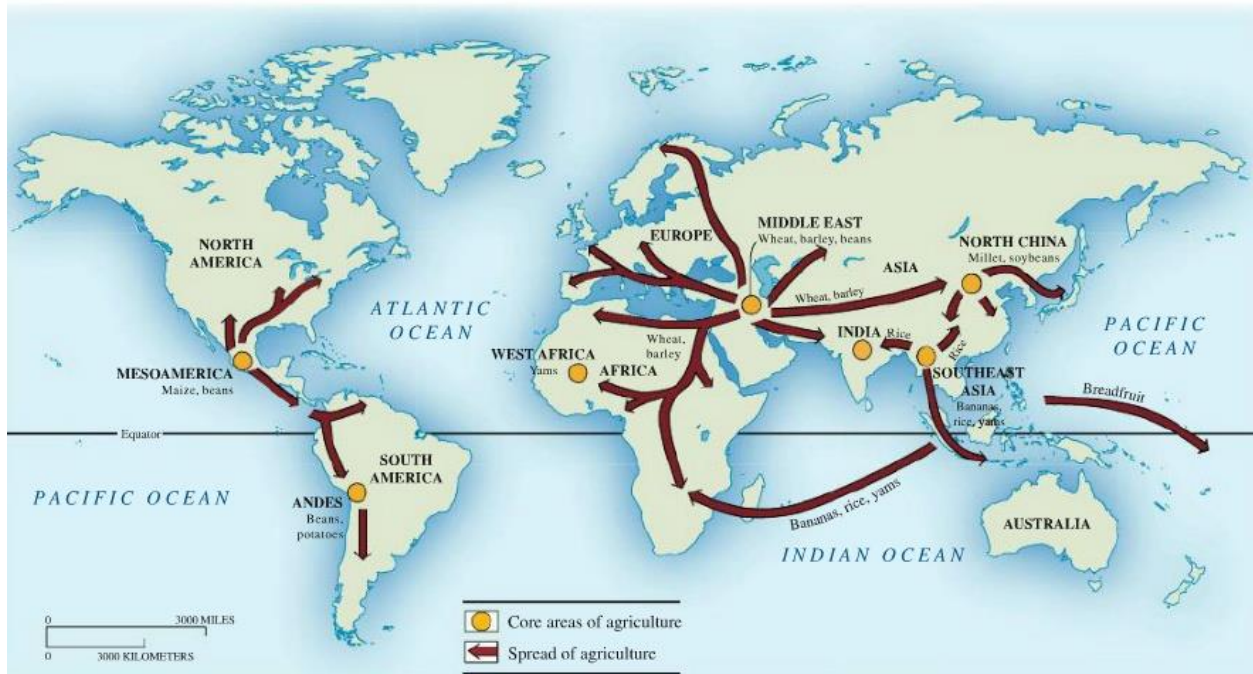 NORTH
AMERICA
ATLANTIC
OCEAN
EUROPE
MIDDLE EAST
Wheat, barley, beans
NORTH CHINA
Millet, soybeans
ASIA
Wheat, barley
PACIFIC
OCEAN
MESOAMERICA
Maize, beans
WEST AFRICA
Yams
AFRICA
Wheat,
barley
INDIA
Rice
Rice
SOUTHEAST
ASIA
Bananas,
rice, yams
Breadfruit
Equator
PACIFIC OCEAN
SOUTH
AMERICA
ANDES
Beans,
potatoes
Bananas, rice, yams
INDIAN OCEAN
AUSTRALIA
0 3000 MILES
0 3000 KILOMETERS
Core areas of agriculture
Spread of agriculture